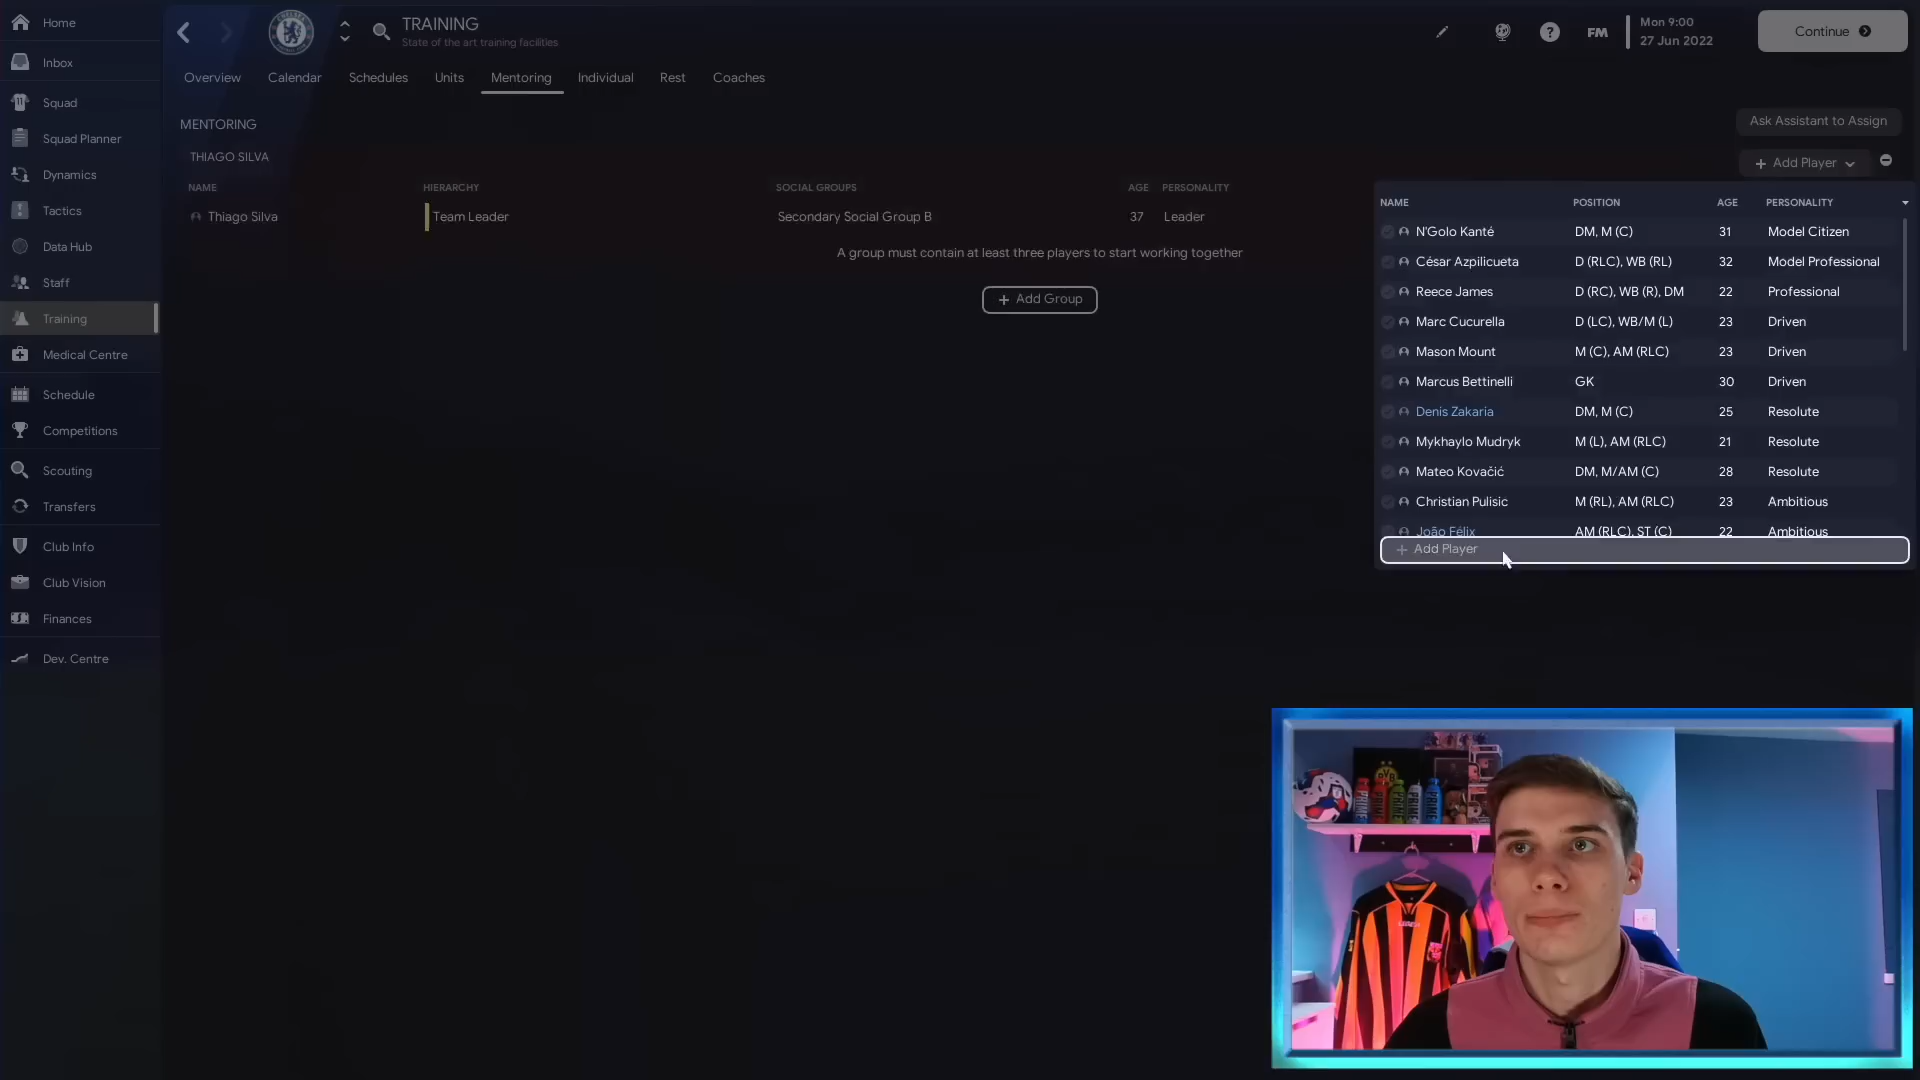 Home
Inbox
Squad
Squad Planner
Dynamics
Tactics
Data Hub
Staff
Training
Medical Centre
Schedule
Competitions
Scouting
Transfers
Club Info
Club Vision
Finances
Dev. Centre
TRAINING
State of the art training facilities
FM
Mon 9:00
27 Jun 2022
Continue
Overview Calendar Schedules Units Mentoring Individual Rest Coaches
MENTORING
Ask Assistant to Assign
THIAGO SILVA
+ Add Player
NAME HIERARCHY SOCIAL GROUPS AGE PERSONALITY
Thiago Silva Team Leader Secondary Social Group B 37 Leader
A group must contain at least three players to start working together
+ Add Group
NAME POSITION AGE PERSONALITY
N'Golo Kanté DM, M (C) 31 Model Citizen
César Azpilicueta D (RLC), WB (RL) 32 Model Professional
Reece James D (RC), WB (R), DM 22 Professional
Marc Cucurella D (LC), WB/M (L) 23 Driven
Mason Mount M (C), AM (RLC) 23 Driven
Marcus Bettinelli GK 30 Driven
Denis Zakaria DM, M (C) 25 Resolute
Mykhaylo Mudryk M (L), AM (RLC) 21 Resolute
Mateo Kovačić DM, M/AM (C) 28 Resolute
Christian Pulisic M (RL), AM (RLC) 23 Ambitious
João Félix AM (RLC), ST (C) 22 Ambitious
+ Add Player
BVB
PRIME PRIME PRIME PRIME PRIME